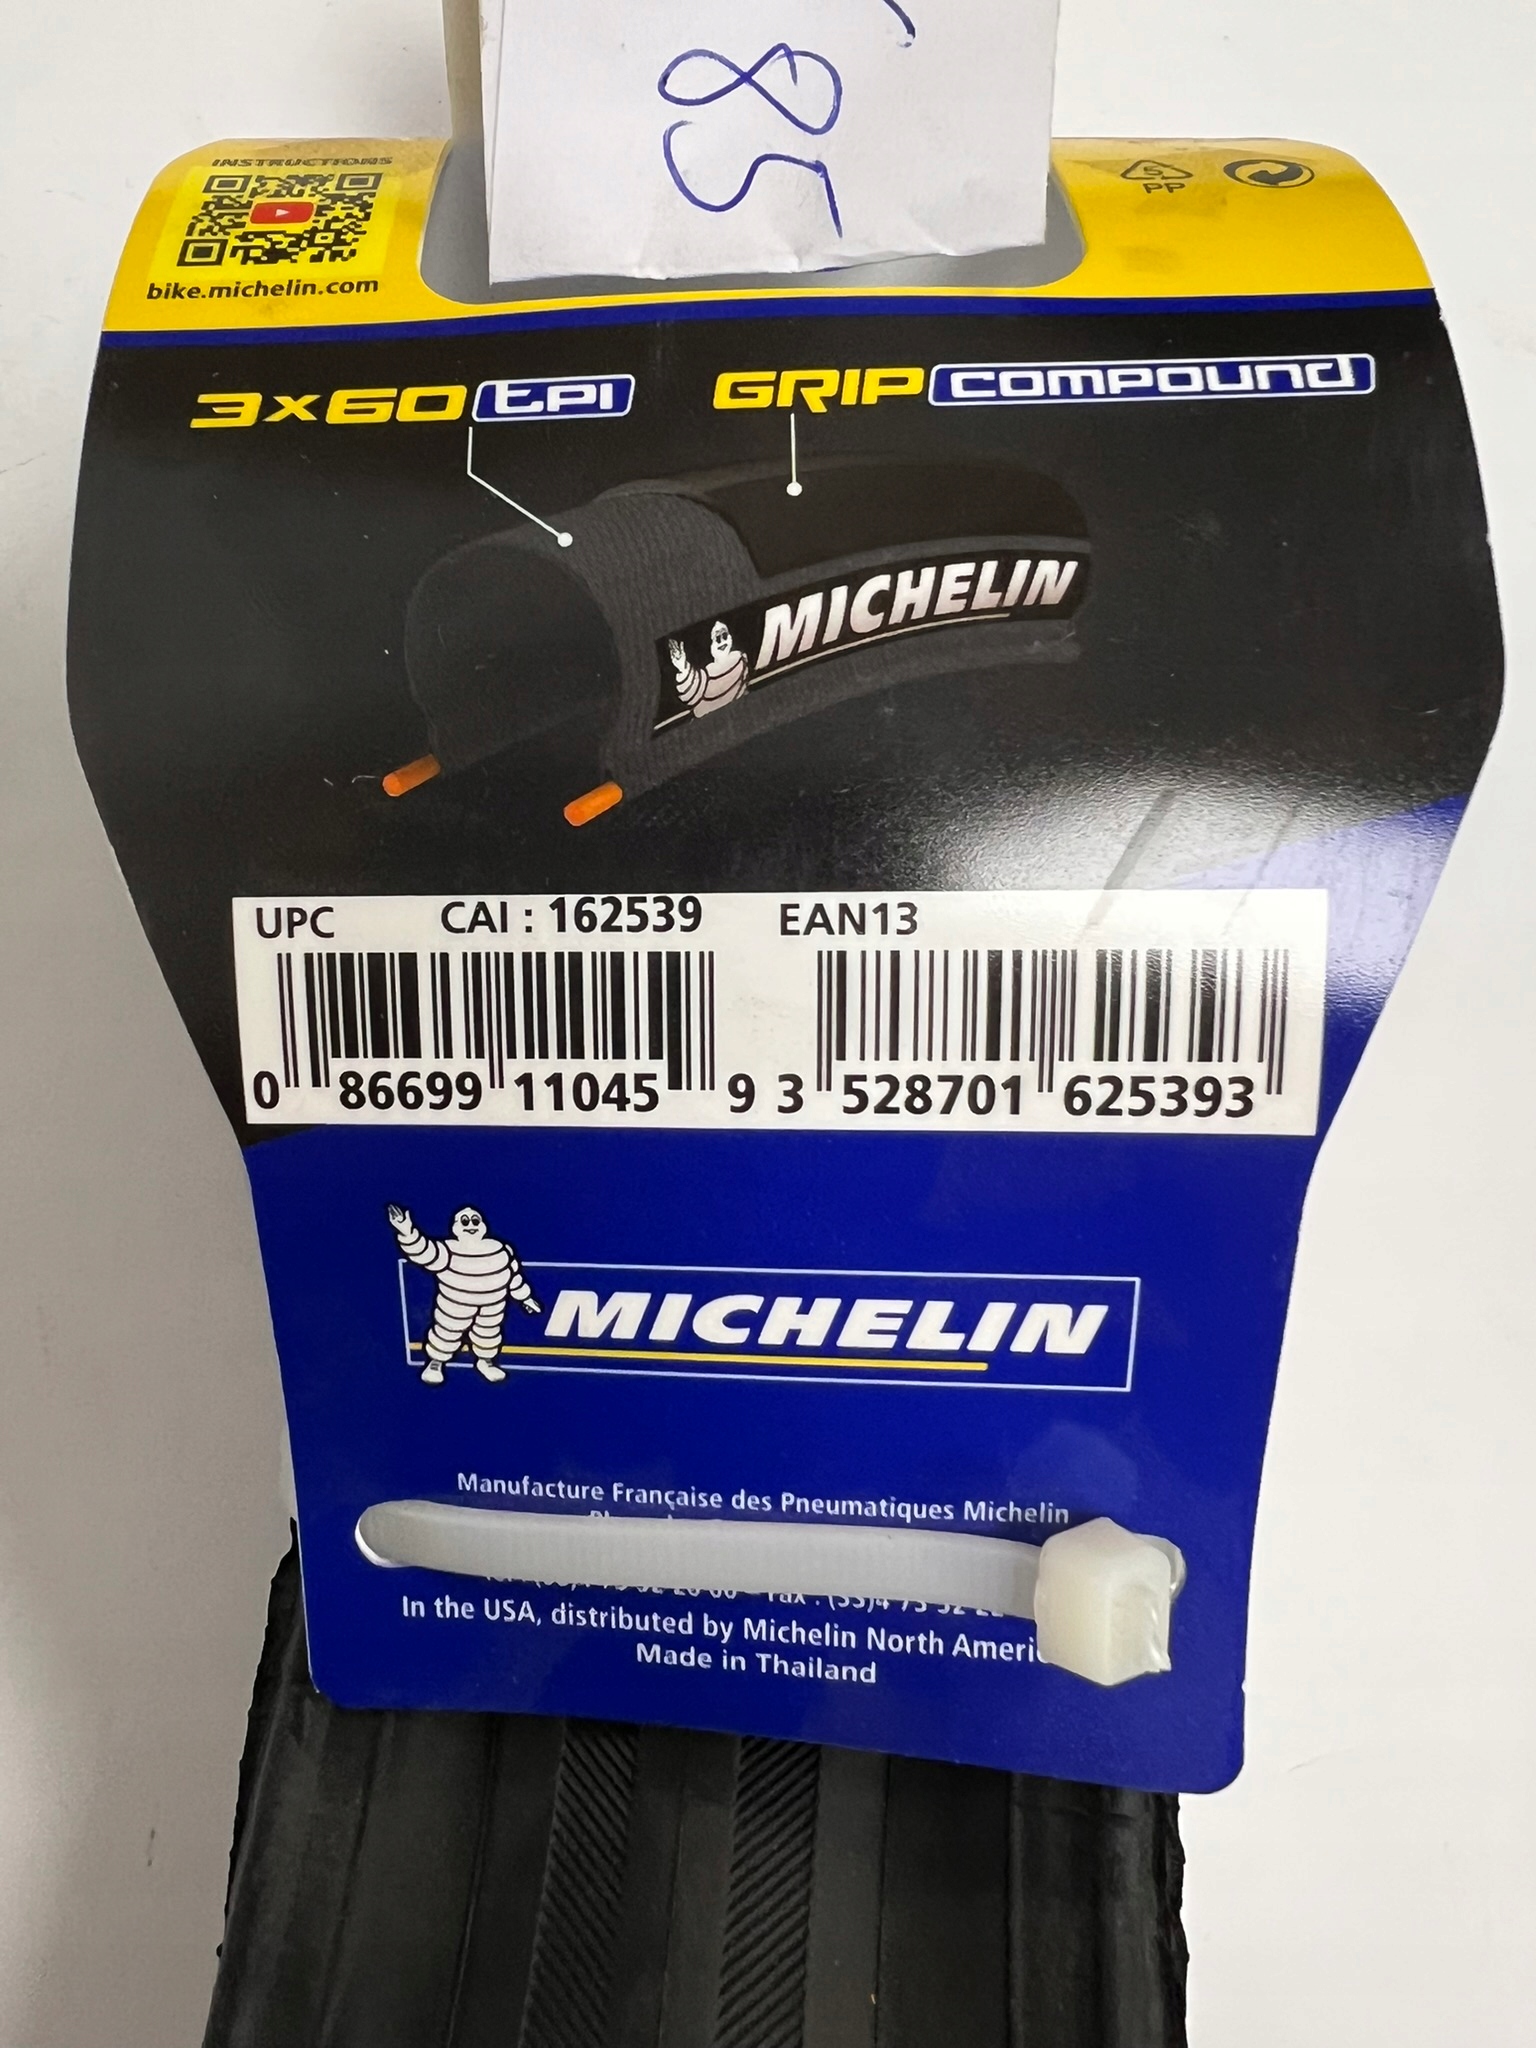 58
INSTRUCTIONS
bike.michelin.com
5
PP
3x60 tpi
GRIP compound
MICHELIN
UPC CAI : 162539 EAN13
0 86699 11045 9 3 528701 625393
MICHELIN
Manufacture Française des Pneumatiques Michelin
In the USA, distributed by Michelin North
Made in Thailand